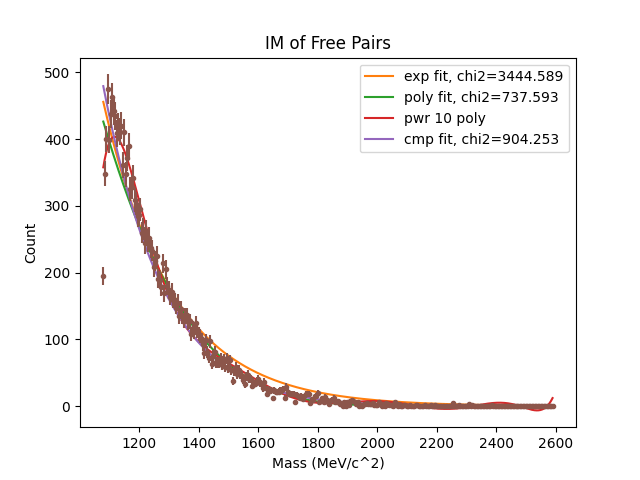 IM of Free Pairs
500
400
300
200
100
0
Count
exp fit, chi2=3444.589
poly fit, chi2=737.593
pwr 10 poly
cmp fit, chi2=904.253
1200 1400 1600 1800 2000 2200 2400 2600
Mass (MeV/c^2)